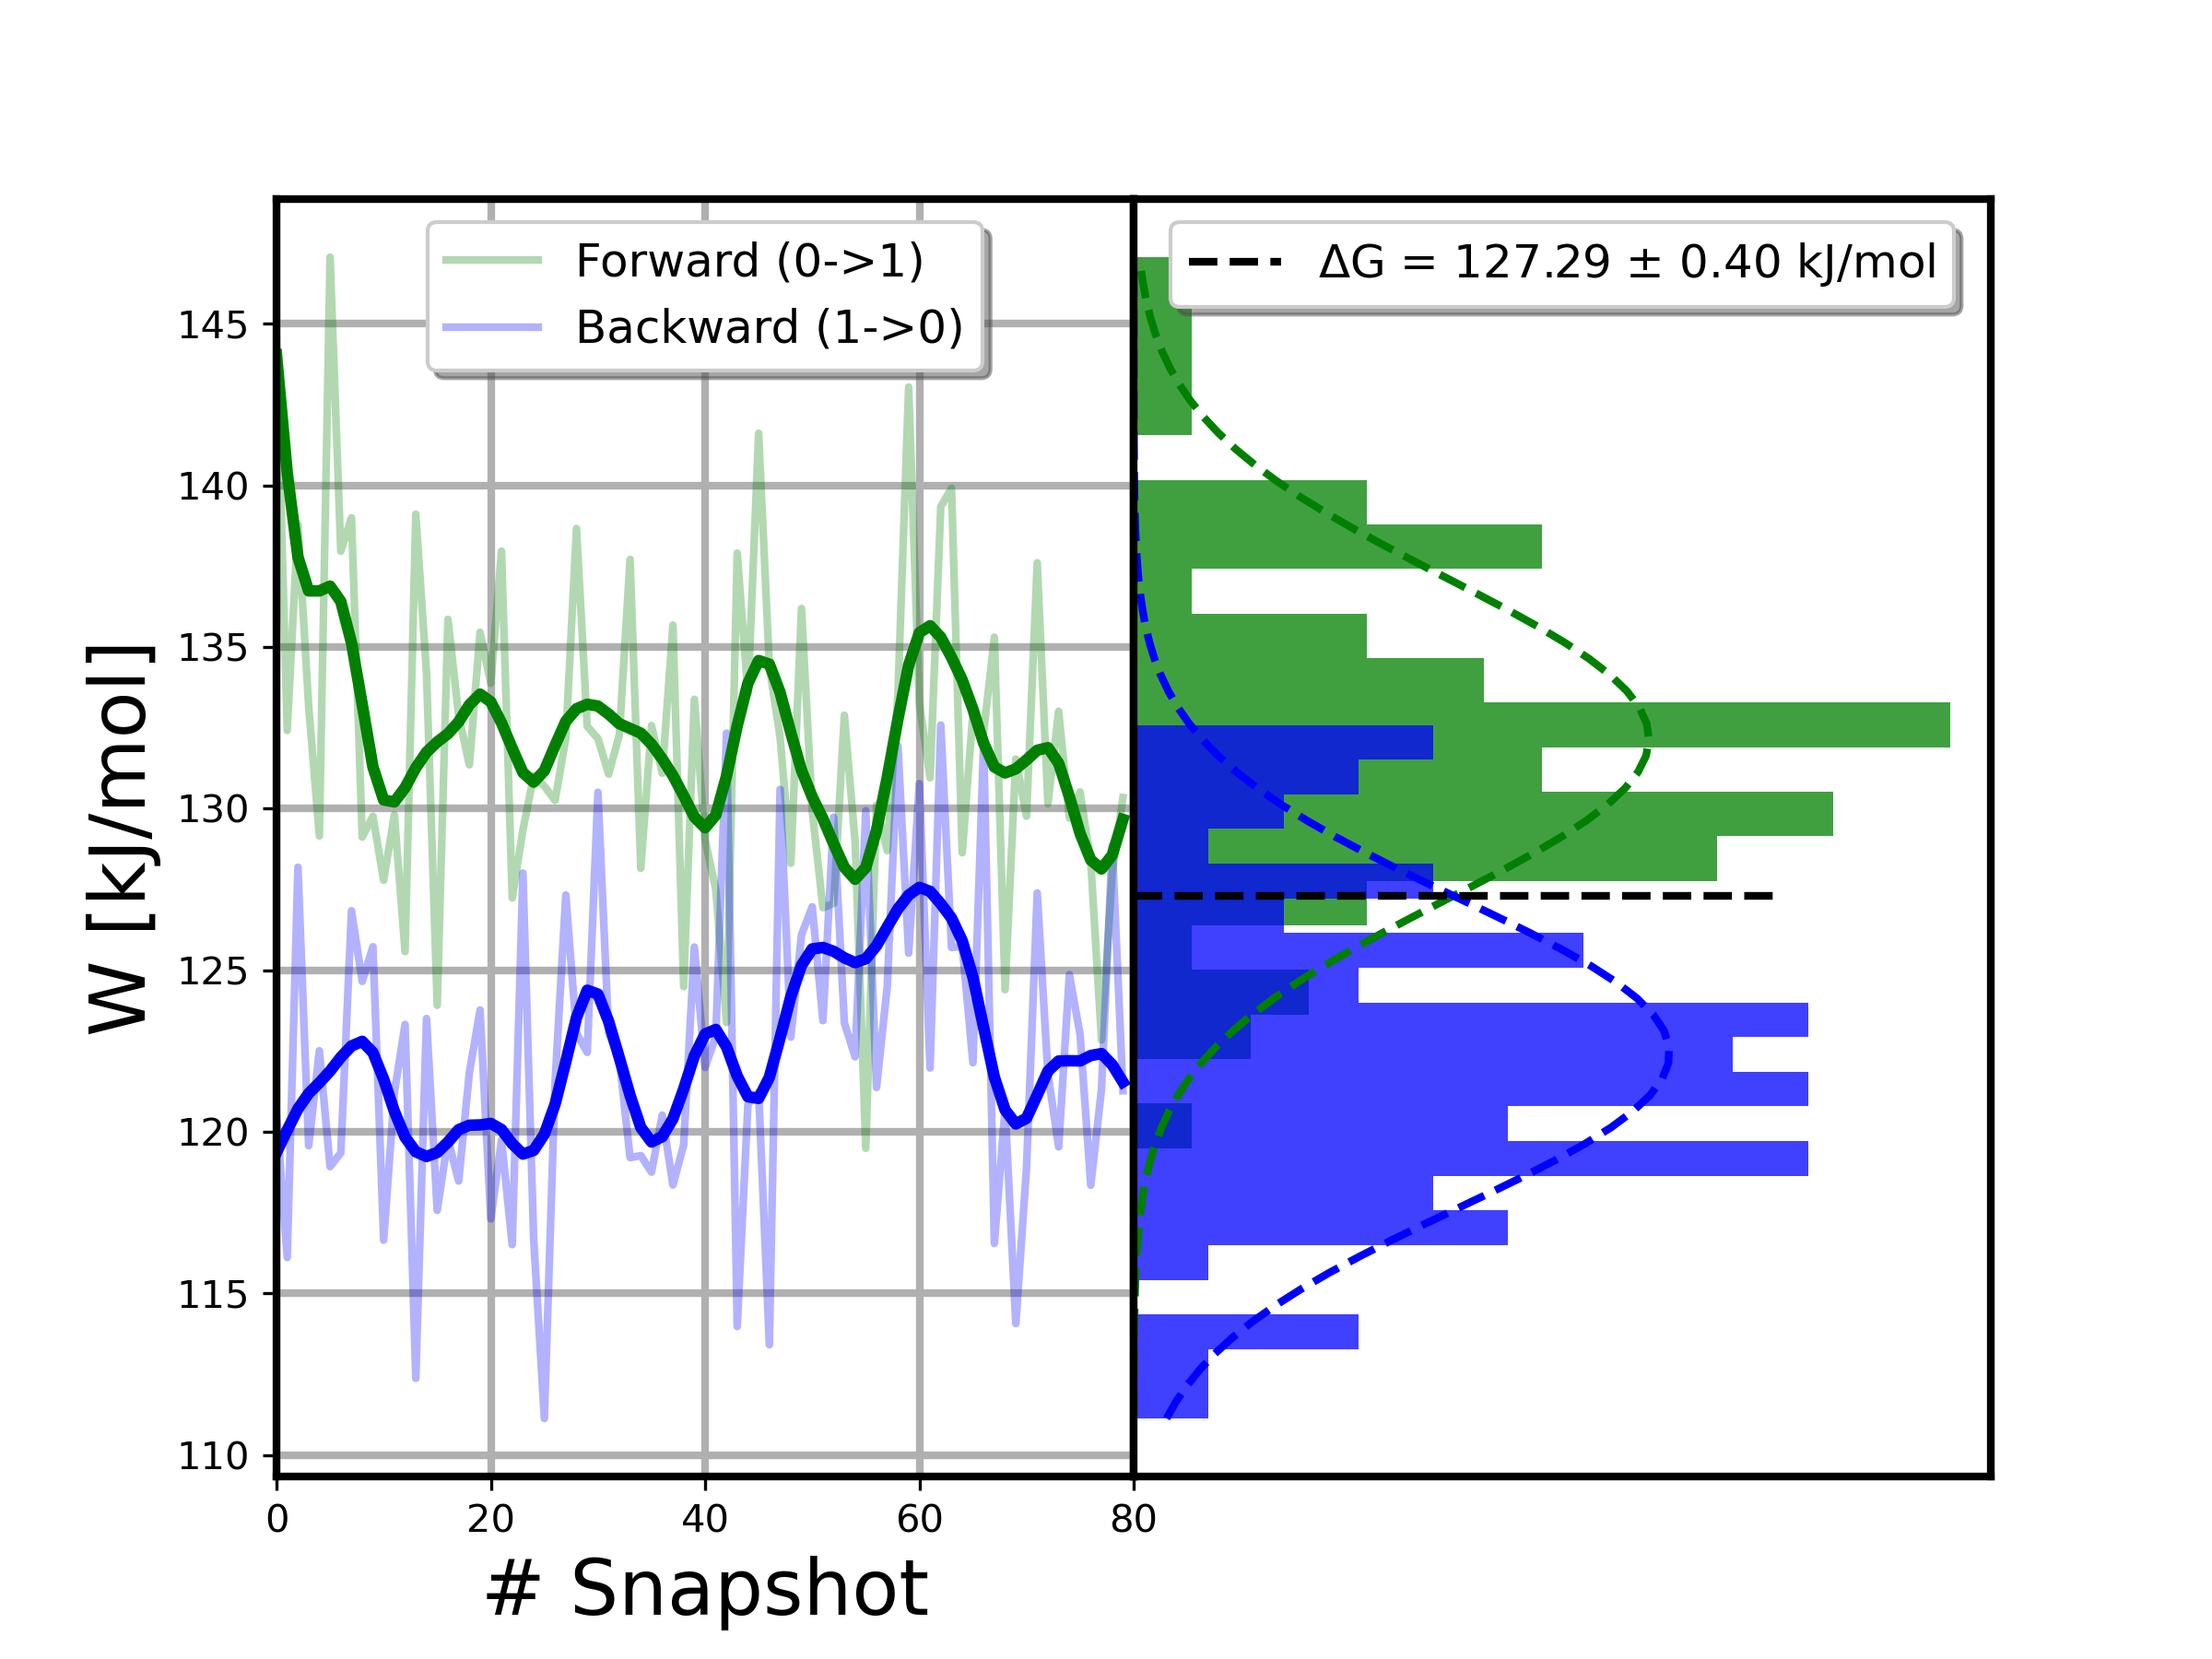 Forward (0->1)
Backward (1->0)
ΔG = 127.29 ± 0.40 kJ/mol
W [kJ/mol]
145
140
135
130
125
120
115
110
0 20 40 60 80
# Snapshot